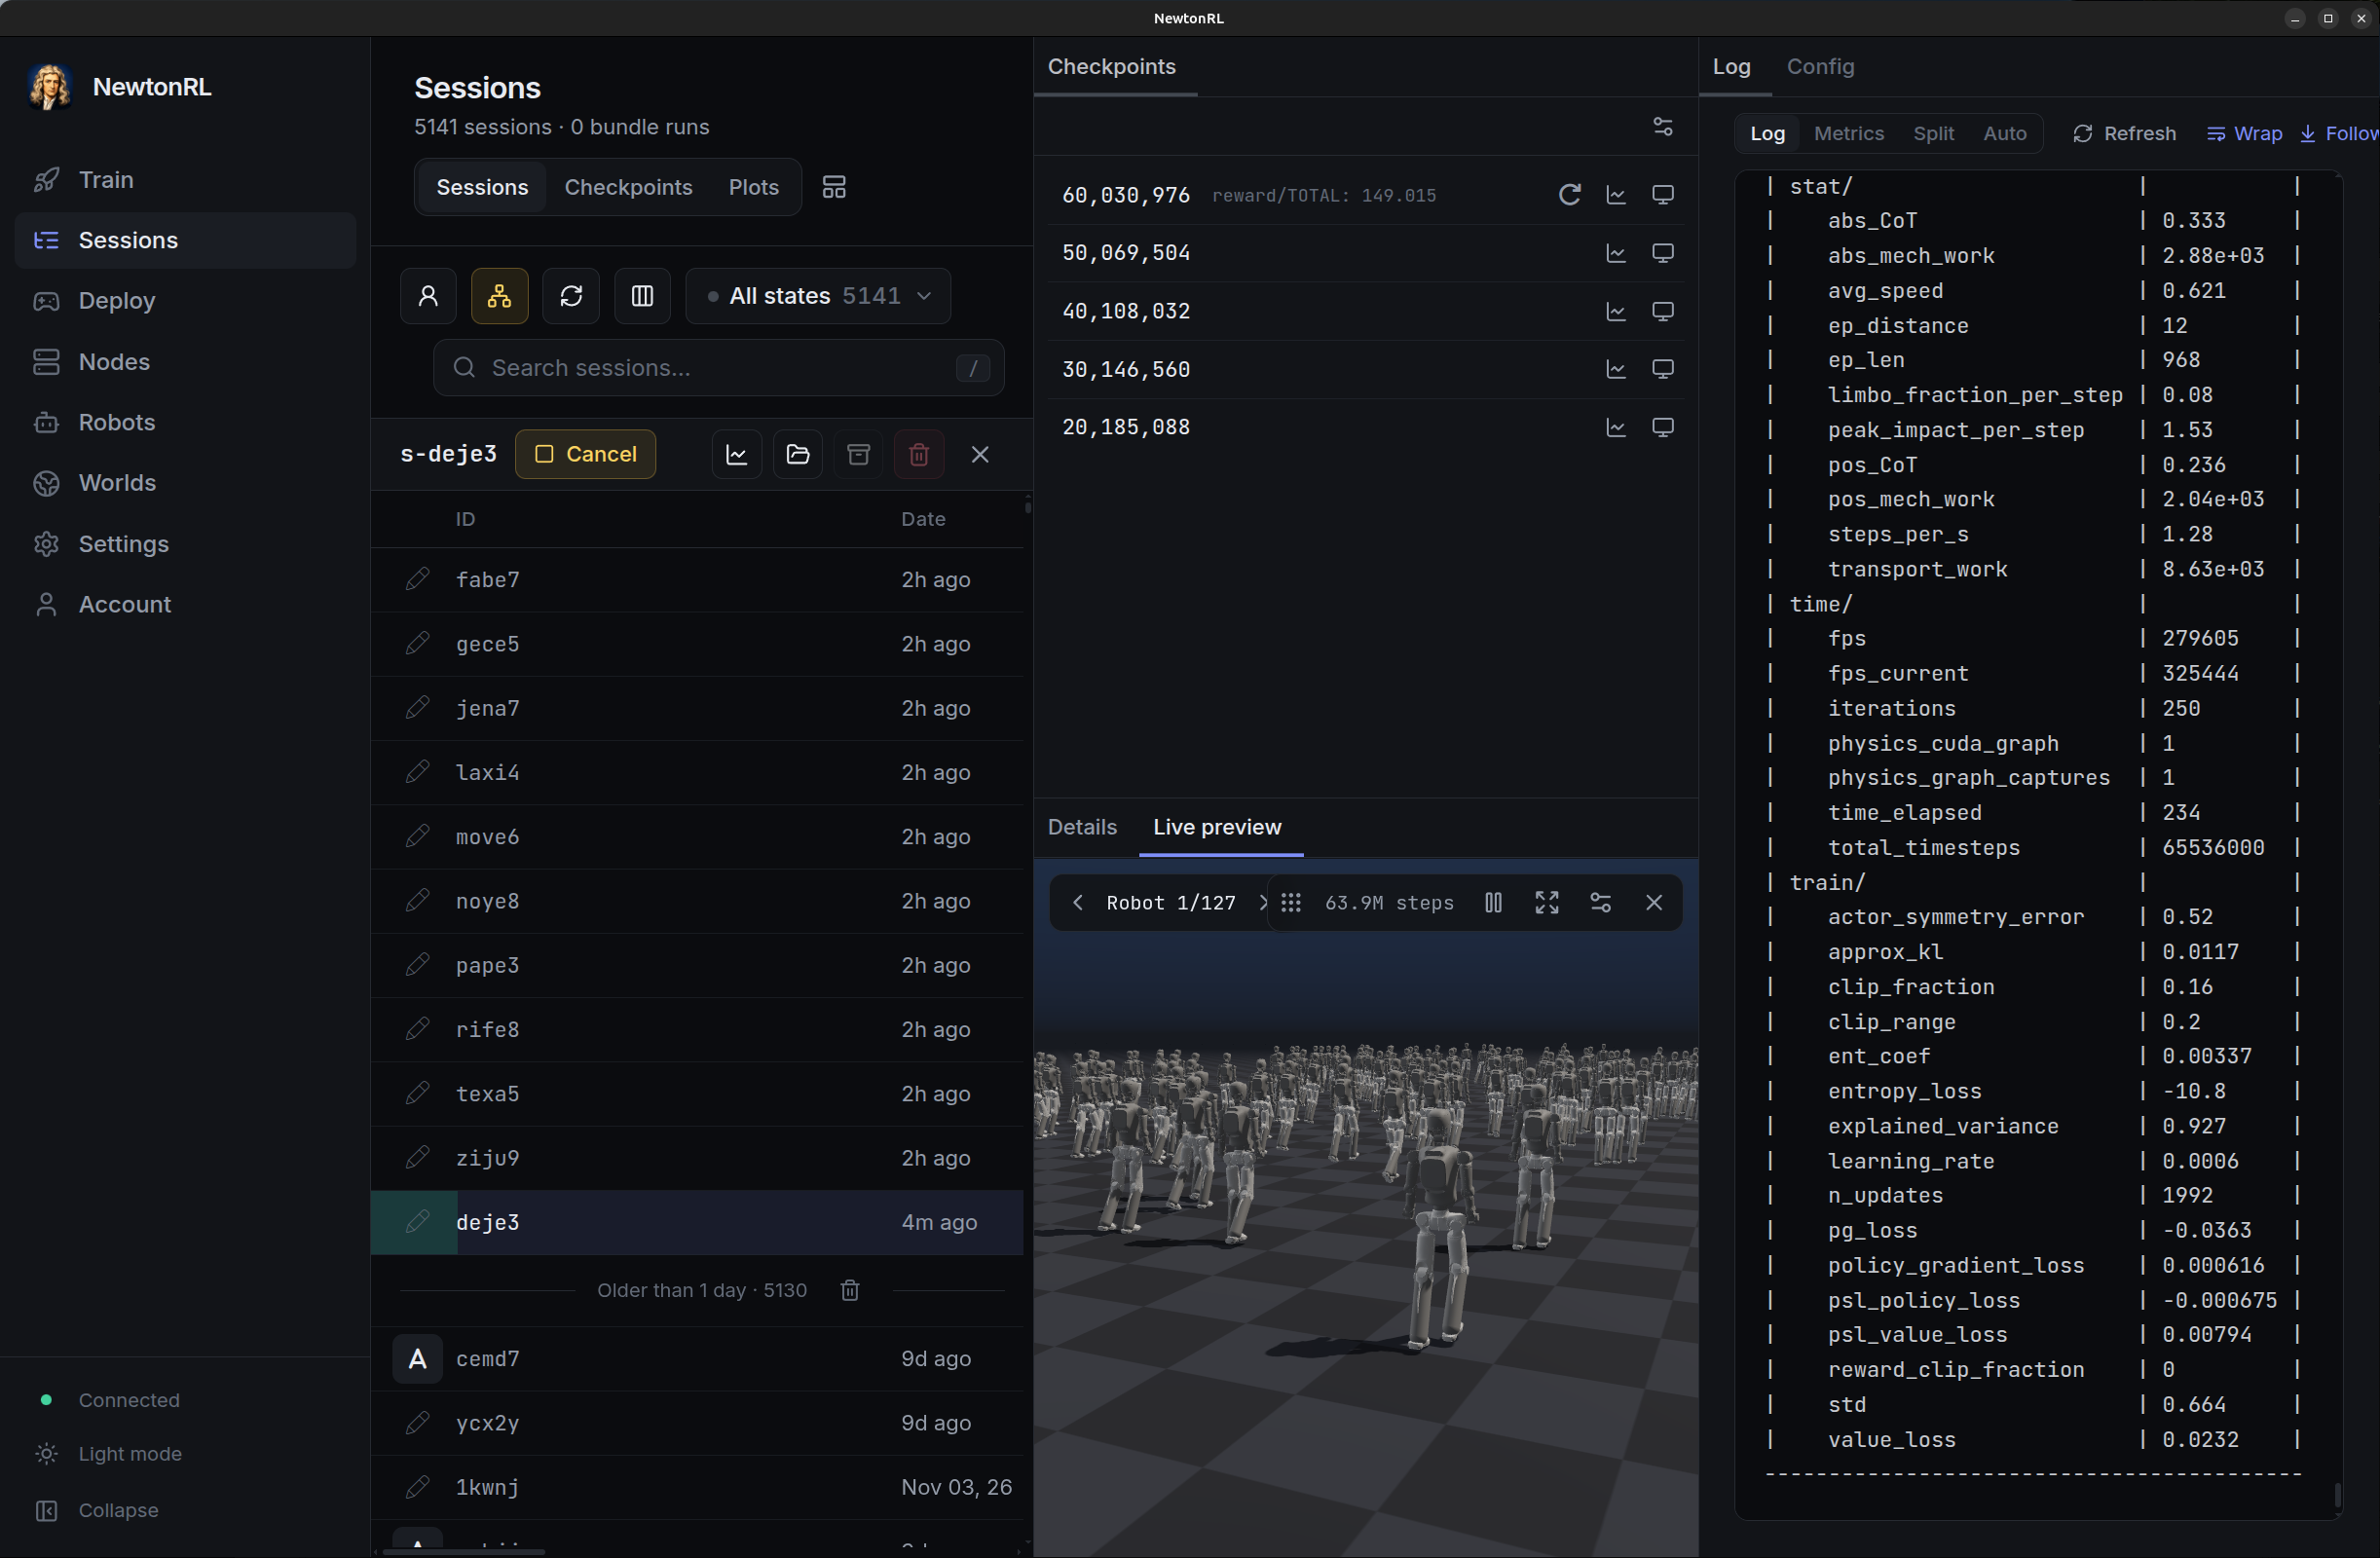 NewtonRL
NewtonRL
Train
Sessions
Deploy
Nodes
Robots
Worlds
Settings
Account
Connected
Light mode
Collapse
Sessions
5141 sessions · 0 bundle runs
Sessions Checkpoints Plots
All states 5141
Search sessions... /
s-deje3 Cancel
ID Date
fabe7 2h ago
gece5 2h ago
jena7 2h ago
laxi4 2h ago
move6 2h ago
noye8 2h ago
pape3 2h ago
rife8 2h ago
texa5 2h ago
ziju9 2h ago
deje3 4m ago
Older than 1 day · 5130
A cemd7 9d ago
ycx2y 9d ago
1kwnj Nov 03, 26
Checkpoints
60,030,976 reward/TOTAL: 149.015
50,069,504
40,108,032
30,146,560
20,185,088
Details Live preview
Robot 1/127 63.9M steps
Log Config
Log Metrics Split Auto Refresh Wrap Follow
| stat/ | |
| abs_CoT | 0.333 |
| abs_mech_work | 2.88e+03 |
| avg_speed | 0.621 |
| ep_distance | 12 |
| ep_len | 968 |
| limbo_fraction_per_step | 0.08 |
| peak_impact_per_step | 1.53 |
| pos_CoT | 0.236 |
| pos_mech_work | 2.04e+03 |
| steps_per_s | 1.28 |
| transport_work | 8.63e+03 |
| time/ | |
| fps | 279605 |
| fps_current | 325444 |
| iterations | 250 |
| physics_cuda_graph | 1 |
| physics_graph_captures | 1 |
| time_elapsed | 234 |
| total_timesteps | 65536000 |
| train/ | |
| actor_symmetry_error | 0.52 |
| approx_kl | 0.0117 |
| clip_fraction | 0.16 |
| clip_range | 0.2 |
| ent_coef | 0.00337 |
| entropy_loss | -10.8 |
| explained_variance | 0.927 |
| learning_rate | 0.0006 |
| n_updates | 1992 |
| pg_loss | -0.0363 |
| policy_gradient_loss | 0.000616 |
| psl_policy_loss | -0.000675 |
| psl_value_loss | 0.00794 |
| reward_clip_fraction | 0 |
| std | 0.664 |
| value_loss | 0.0232 |
------------------------------------------